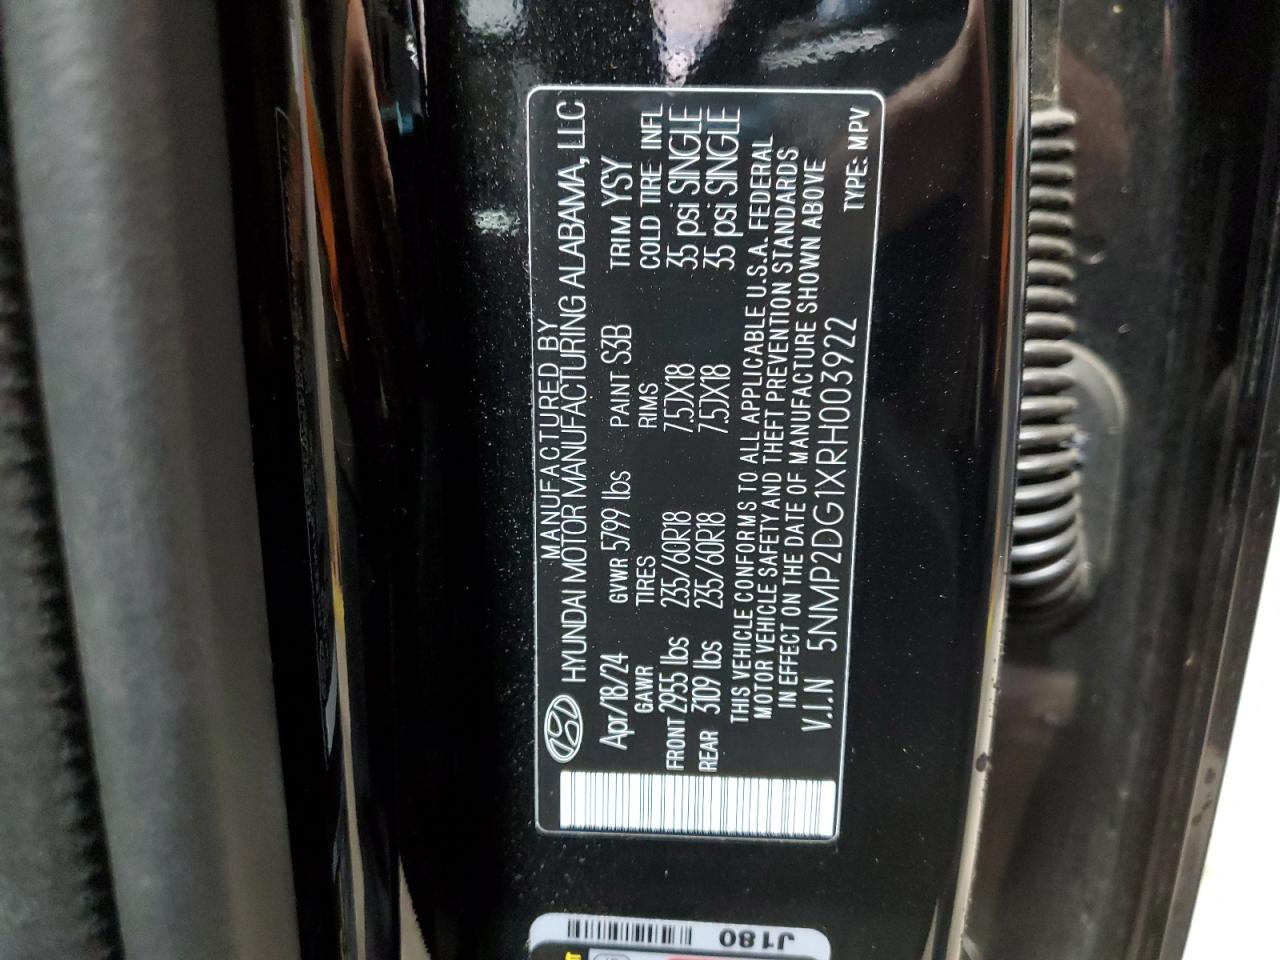 MANUFACTURED BY
HYUNDAI MOTOR MANUFACTURING ALABAMA, LLC
Apr/18/24 GVWR 5799 lbs PAINT S3B TRIM YSY
GAWR TIRES RIMS COLD TIRE INFL
FRONT 2955 lbs 235/60R18 7.5JX18 35 psi SINGLE
REAR 3109 lbs 235/60R18 7.5JX18 35 psi SINGLE
THIS VEHICLE CONFORMS TO ALL APPLICABLE U.S.A. FEDERAL
MOTOR VEHICLE SAFETY AND THEFT PREVENTION STANDARDS
IN EFFECT ON THE DATE OF MANUFACTURE SHOWN ABOVE
V.I.N 5NMP2DG1XRH003922 TYPE: MPV
J180